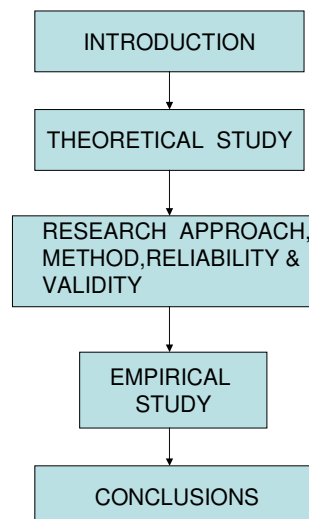 INTRODUCTION
THEORETICAL STUDY
RESEARCH APPROACH,
METHOD,RELIABILITY &
VALIDITY
EMPIRICAL
STUDY
CONCLUSIONS